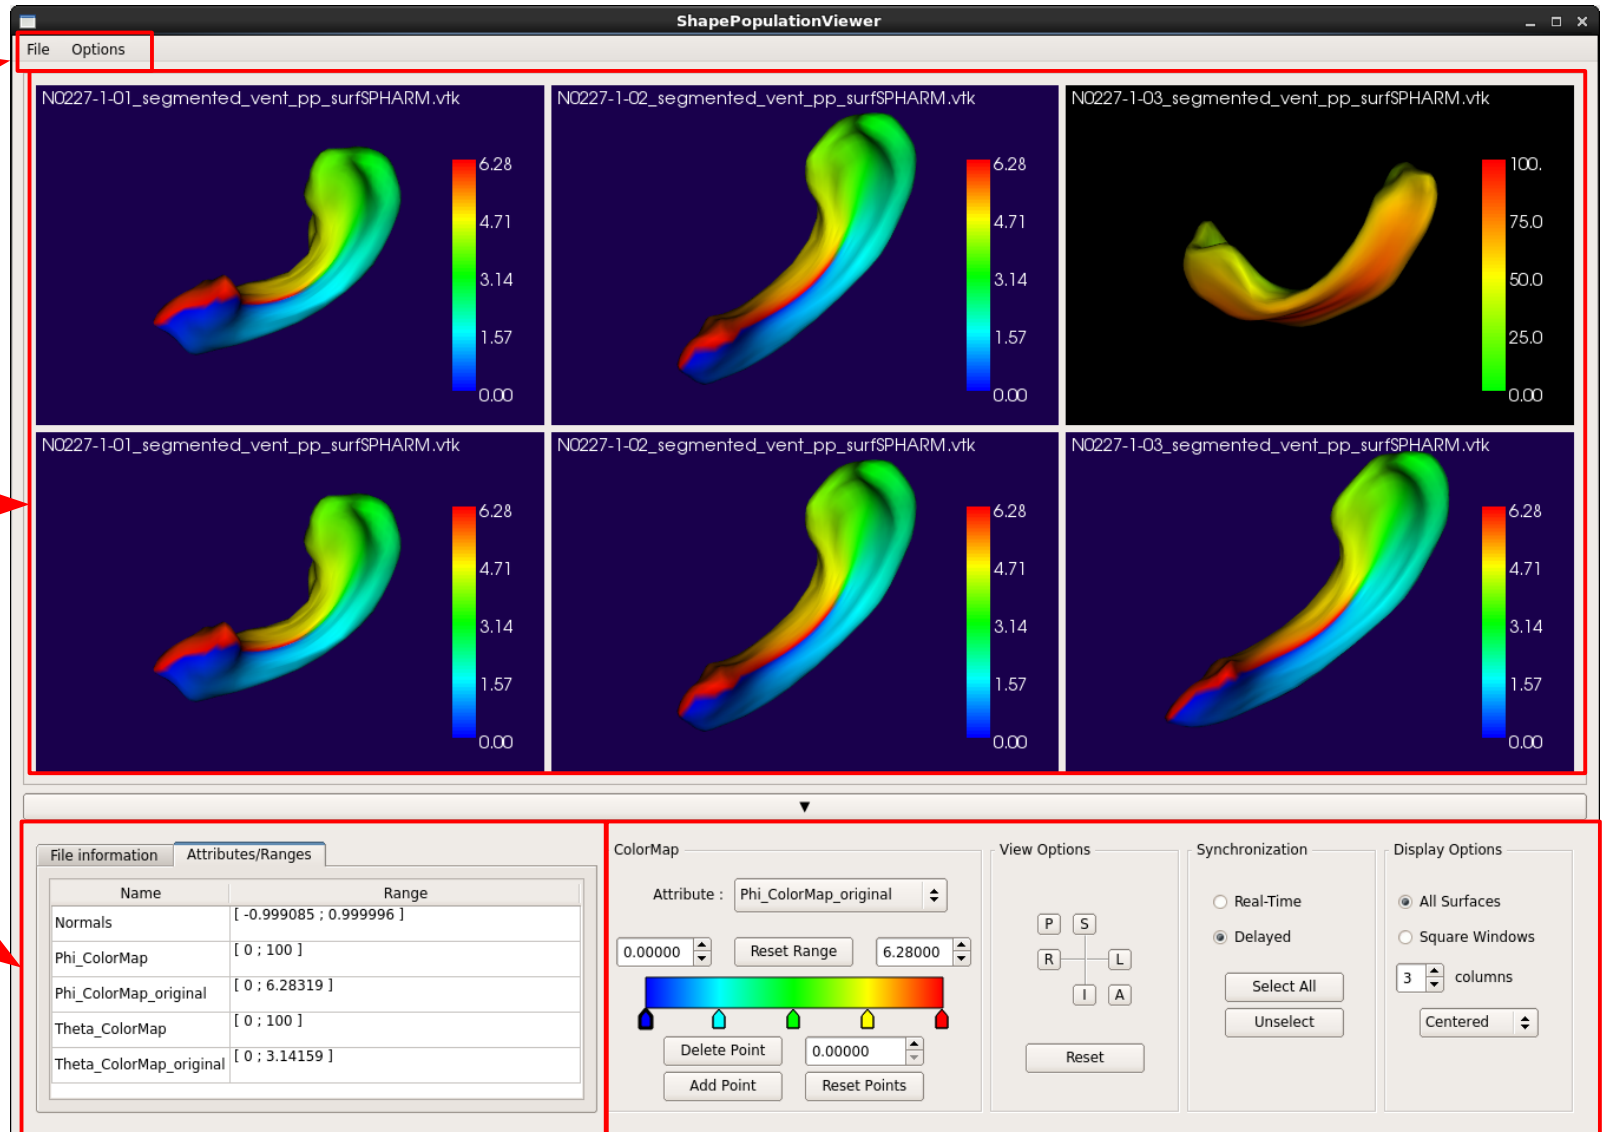 ShapePopulationViewer
File Options
N0227-1-01_segmented_vent_pp_surfSPHARM.vtk
6.28
4.71
3.14
1.57
0.00
N0227-1-02_segmented_vent_pp_surfSPHARM.vtk
6.28
4.71
3.14
1.57
0.00
N0227-1-03_segmented_vent_pp_surfSPHARM.vtk
100.
75.0
50.0
25.0
0.00
N0227-1-01_segmented_vent_pp_surfSPHARM.vtk
6.28
4.71
3.14
1.57
0.00
N0227-1-02_segmented_vent_pp_surfSPHARM.vtk
6.28
4.71
3.14
1.57
0.00
N0227-1-03_segmented_vent_pp_surfSPHARM.vtk
6.28
4.71
3.14
1.57
0.00
File information Attributes/Ranges
Name Range
Normals [ -0.999085 ; 0.999996 ]
Phi_ColorMap [ 0 ; 100 ]
Phi_ColorMap_original [ 0 ; 6.28319 ]
Theta_ColorMap [ 0 ; 100 ]
Theta_ColorMap_original [ 0 ; 3.14159 ]
ColorMap
Attribute : Phi_ColorMap_original
0.00000 Reset Range 6.28000
Delete Point 0.00000
Add Point Reset Points
View Options
P S
R L
I A
Reset
Synchronization
Real-Time
Delayed
Select All
Unselect
Display Options
All Surfaces
Square Windows
3 columns
Centered